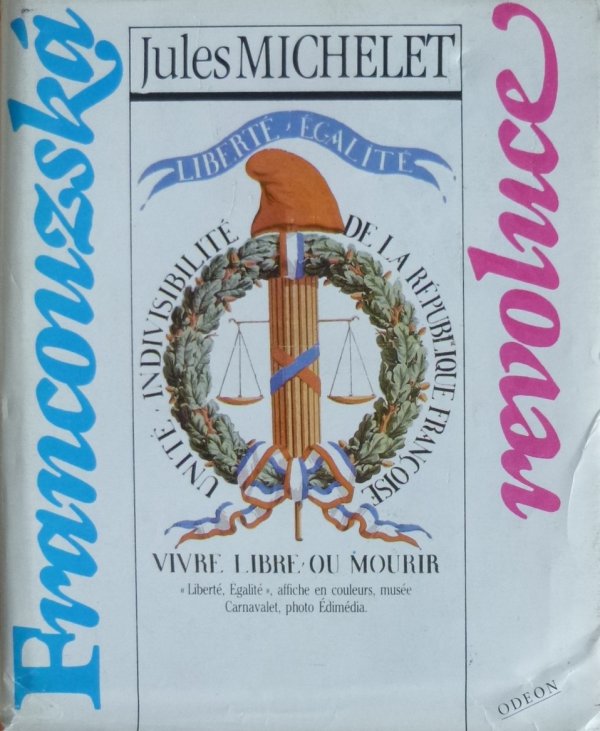 Jules MICHELET
Francouzská
revoluce
LIBERTÉ, ÉGALITÉ
UNITÉ, INDIVISIBILITÉ
DE LA RÉPUBLIQUE FRANÇOISE
VIVRE LIBRE OU MOURIR
« Liberté, Egalité », affiche en couleurs, musée
Carnavalet, photo Édimédia.
ODEON